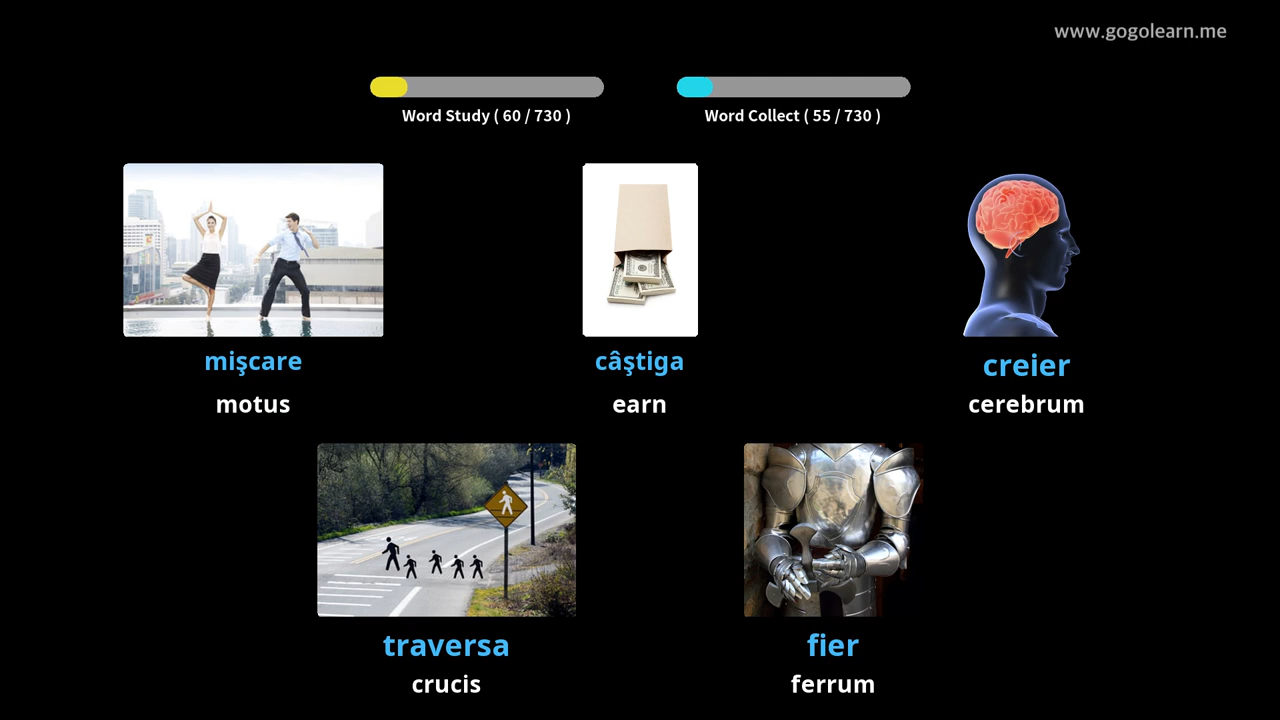 www.gogolearn.me
Word Study ( 60 / 730 )
Word Collect ( 55 / 730 )
mişcare
câştiga
creier
motus
earn
cerebrum
traversa
fier
crucis
ferrum